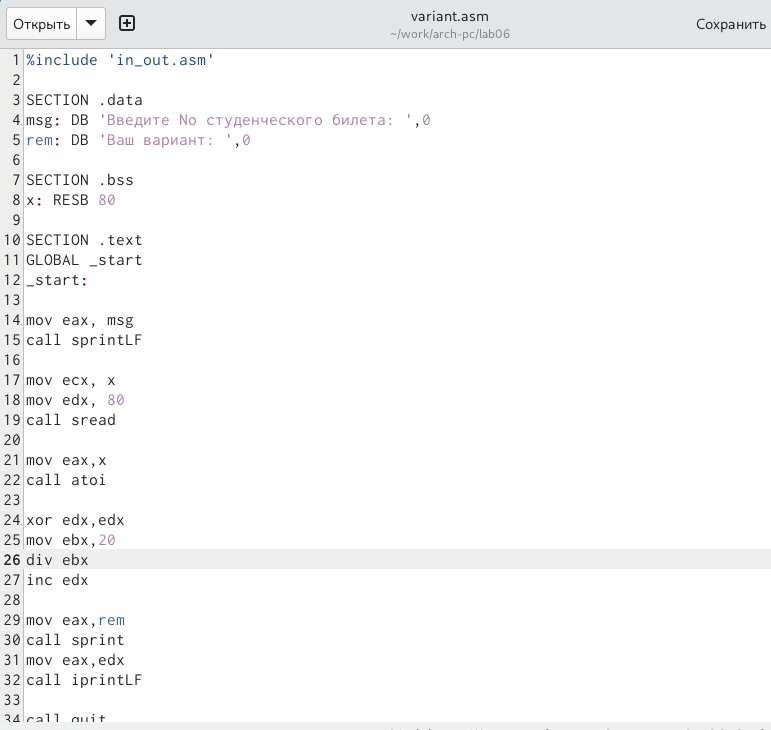 Открыть
variant.asm
~/work/arch-pc/lab06
Сохранить
1 %include 'in_out.asm'
2
3 SECTION .data
4 msg: DB 'Введите No студенческого билета: ',0
5 rem: DB 'Ваш вариант: ',0
6
7 SECTION .bss
8 x: RESB 80
9
10 SECTION .text
11 GLOBAL _start
12 _start:
13
14 mov eax, msg
15 call sprintLF
16
17 mov ecx, x
18 mov edx, 80
19 call sread
20
21 mov eax,x
22 call atoi
23
24 xor edx,edx
25 mov ebx,20
26 div ebx
27 inc edx
28
29 mov eax,rem
30 call sprint
31 mov eax,edx
32 call iprintLF
33
34 call quit